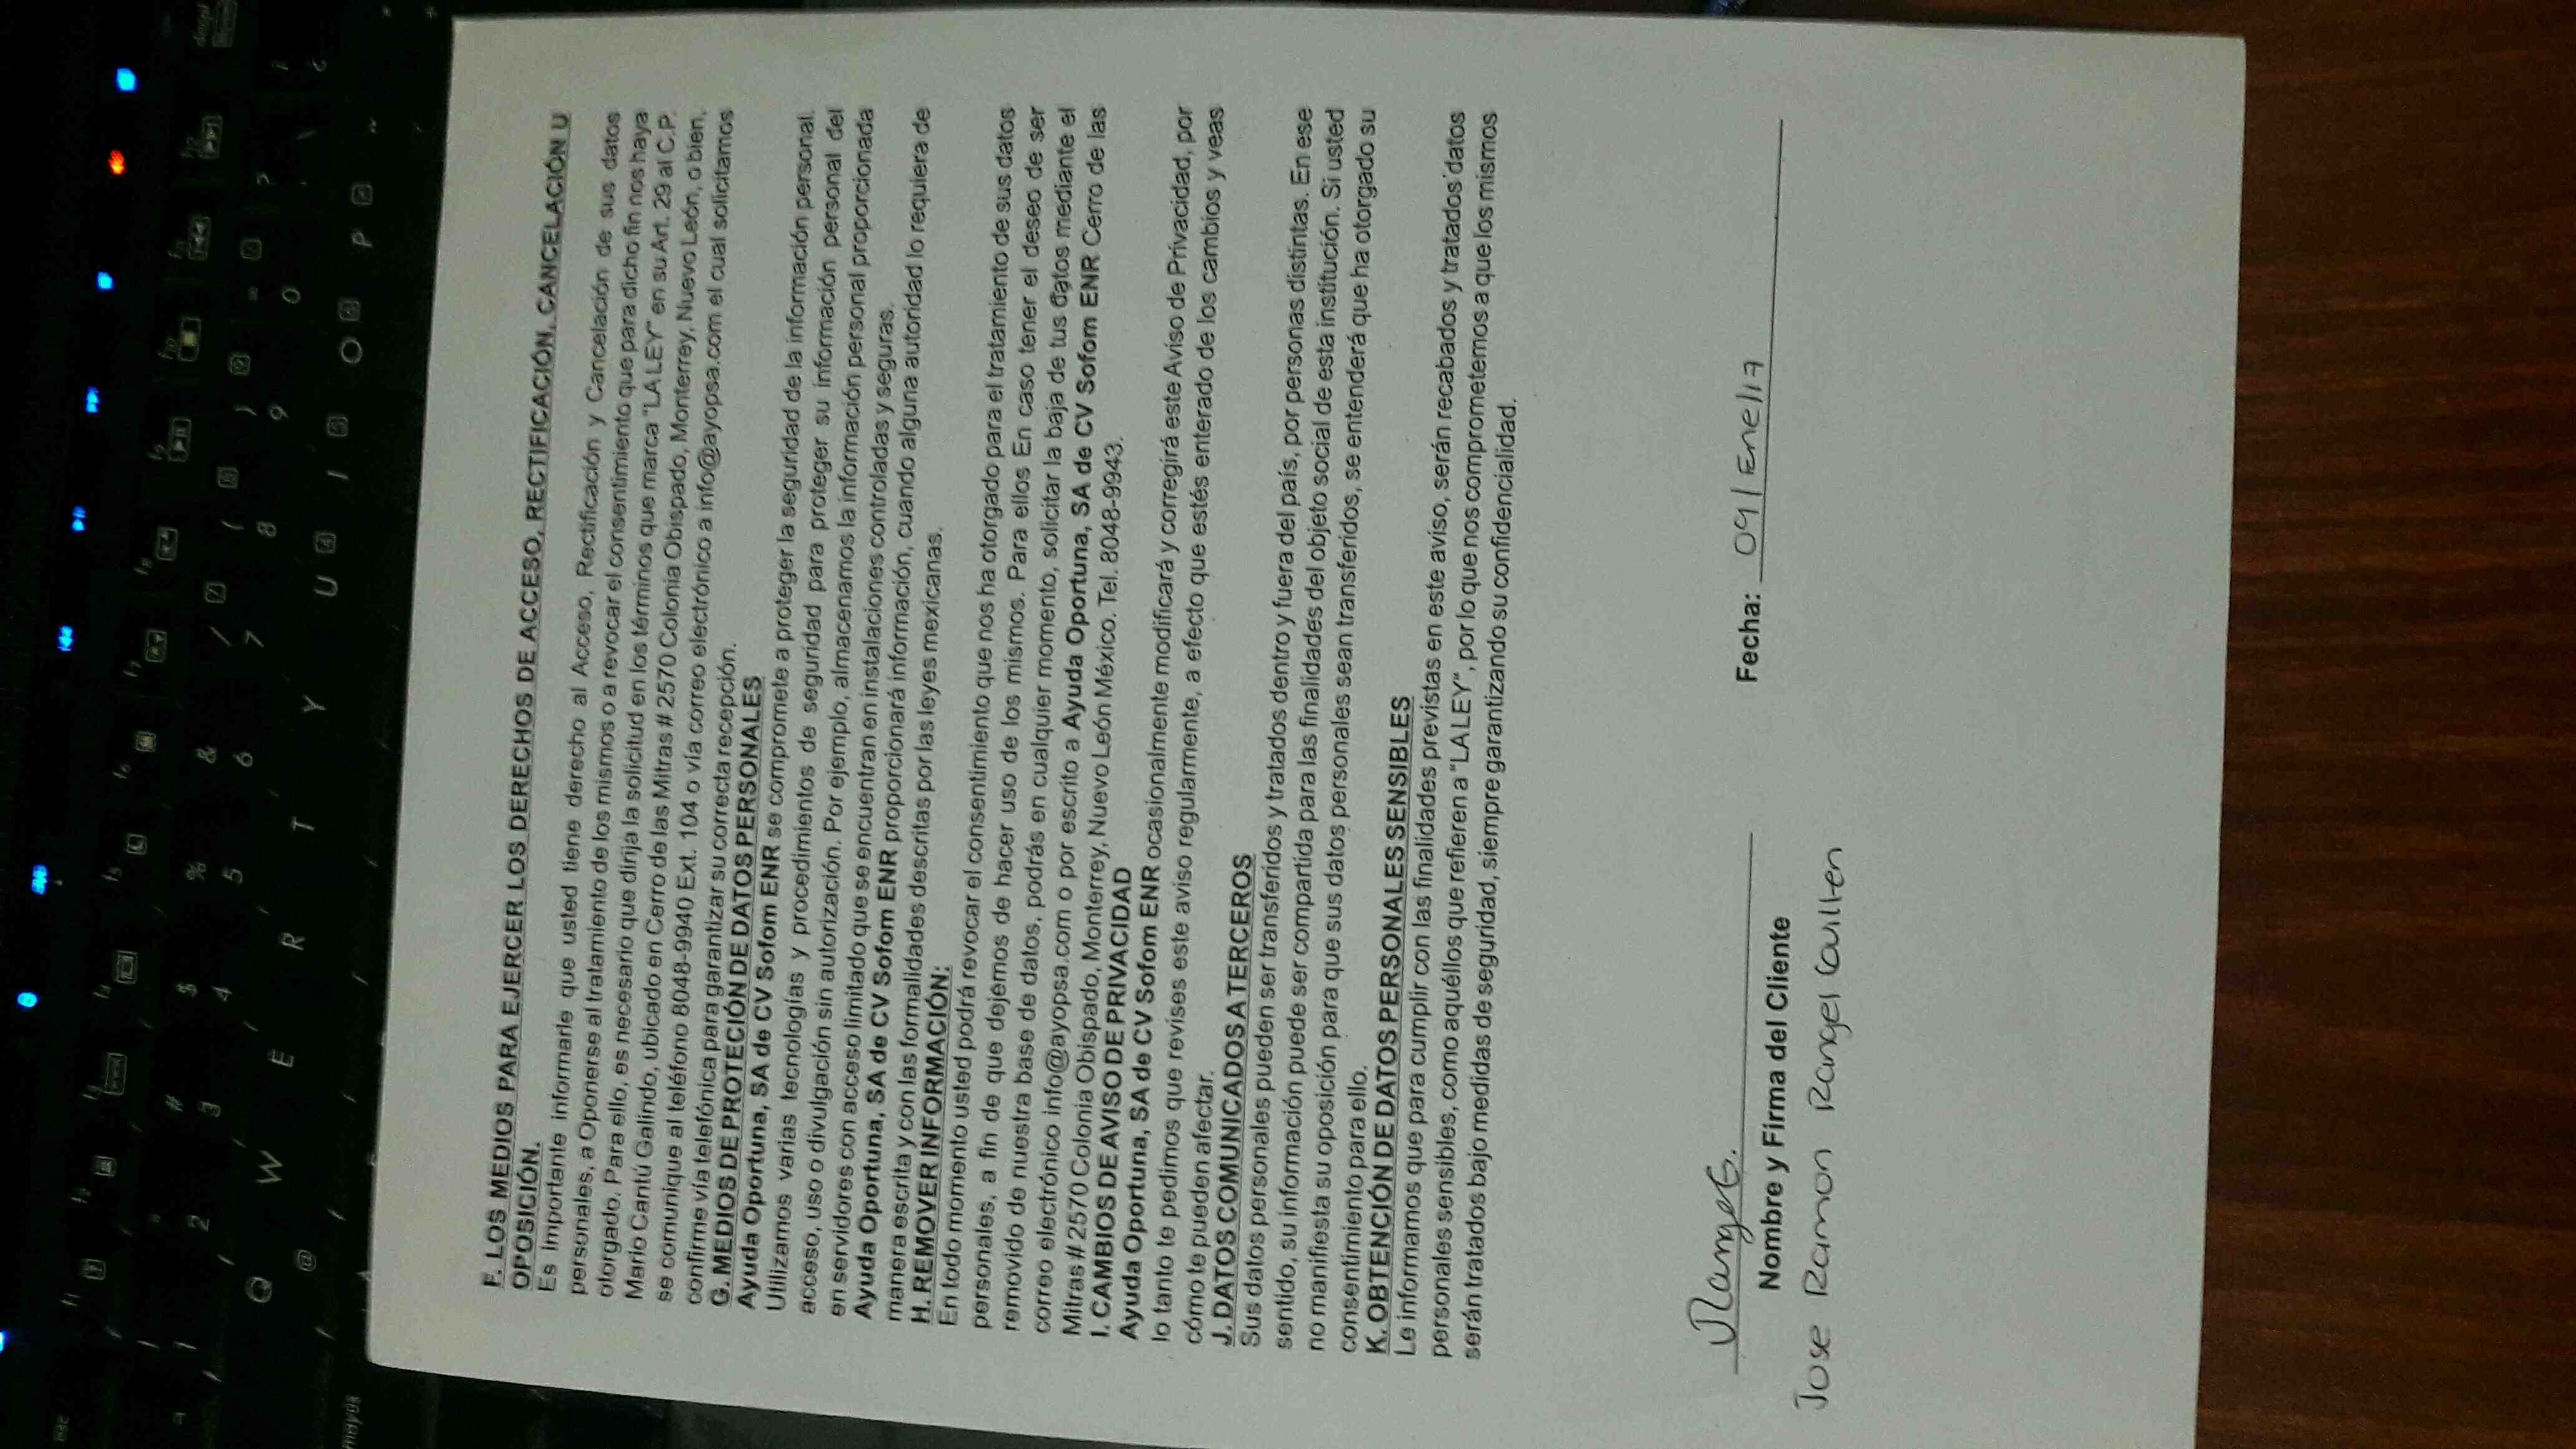 F. LOS MEDIOS PARA EJERCER LOS DERECHOS DE ACCESO, RECTIFICACIÓN, CANCELACIÓN U
OPOSICIÓN.
Es importante informarle que usted tiene derecho al Acceso, Rectificación y Cancelación de sus datos
personales, a Oponerse al tratamiento de los mismos o a revocar el consentimiento que para dicho fin nos haya
otorgado. Para ello, es necesario que dirija la solicitud en los términos que marca "LA LEY" en su Art. 29 al C.P.
Mario Cantú Galindo, ubicado en Cerro de las Mitras # 2570 Colonia Obispado, Monterrey, Nuevo León, o bien,
se comunique al teléfono 8048-9940 Ext. 104 o vía correo electrónico a info@ayopsa.com el cual solicitamos
confirme vía telefónica para garantizar su correcta recepción.
G. MEDIOS DE PROTECIÓN DE DATOS PERSONALES
Ayuda Oportuna, SA de CV Sofom ENR se compromete a proteger la seguridad de la información personal.
Utilizamos varias tecnologías y procedimientos de seguridad para proteger su información personal del
acceso, uso o divulgación sin autorización. Por ejemplo, almacenamos la información personal proporcionada
en servidores con acceso limitado que se encuentran en instalaciones controladas y seguras.
Ayuda Oportuna, SA de CV Sofom ENR proporcionará información, cuando alguna autoridad lo requiera de
manera escrita y con las formalidades descritas por las leyes mexicanas.
H. REMOVER INFORMACIÓN:
En todo momento usted podrá revocar el consentimiento que nos ha otorgado para el tratamiento de sus datos
personales, a fin de que dejemos de hacer uso de los mismos. Para ellos En caso tener el deseo de ser
removido de nuestra base de datos, podrás en cualquier momento, solicitar la baja de tus datos mediante el
correo electrónico info@ayopsa.com o por escrito a Ayuda Oportuna, SA de CV Sofom ENR Cerro de las
Mitras # 2570 Colonia Obispado, Monterrey, Nuevo León México. Tel. 8048-9943.
I. CAMBIOS DE AVISO DE PRIVACIDAD
Ayuda Oportuna, SA de CV Sofom ENR ocasionalmente modificará y corregirá este Aviso de Privacidad, por
lo tanto te pedimos que revises este aviso regularmente, a efecto que estés enterado de los cambios y veas
cómo te pueden afectar.
J. DATOS COMUNICADOS A TERCEROS
Sus datos personales pueden ser transferidos y tratados dentro y fuera del país, por personas distintas. En ese
sentido, su información puede ser compartida para las finalidades del objeto social de esta institución. Si usted
no manifiesta su oposición para que sus datos personales sean transferidos, se entenderá que ha otorgado su
consentimiento para ello.
K. OBTENCIÓN DE DATOS PERSONALES SENSIBLES
Le informamos que para cumplir con las finalidades previstas en este aviso, serán recabados y tratados datos
personales sensibles, como aquéllos que refieren a "LA LEY", por lo que nos comprometemos a que los mismos
serán tratados bajo medidas de seguridad, siempre garantizando su confidencialidad.
Fecha: 09/Ene/17
Nombre y Firma del Cliente
Jose Ramon Rangel